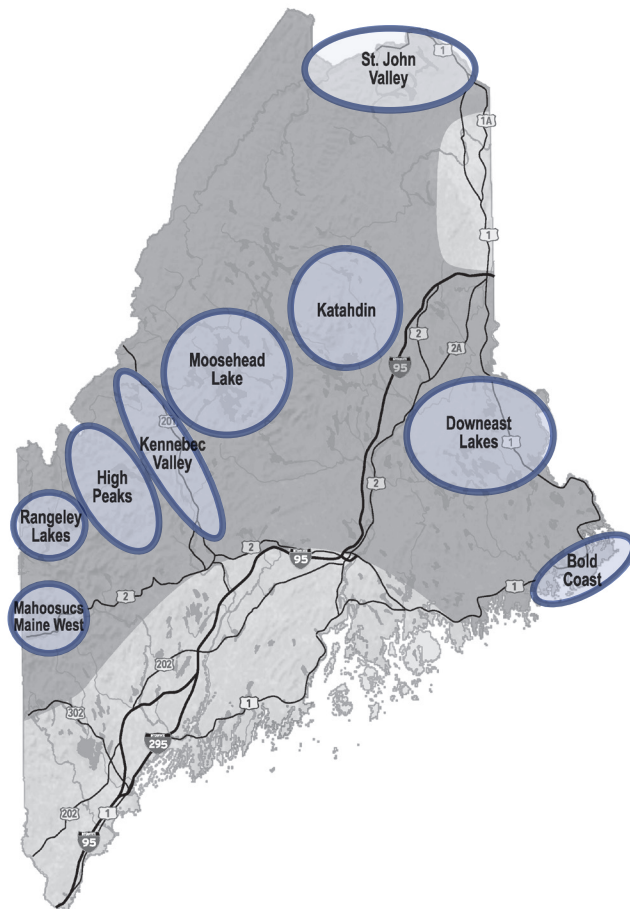 St. John
Valley
1
1A
1
Katahdin
2
2A
95
Moosehead
Lake
201
Kennebec
Valley
High
Peaks
Rangeley
Lakes
Downeast
Lakes
1
2
Mahoosucs
Maine West
2
2
95
Bold
Coast
1
202
1
302
295
202
1
95